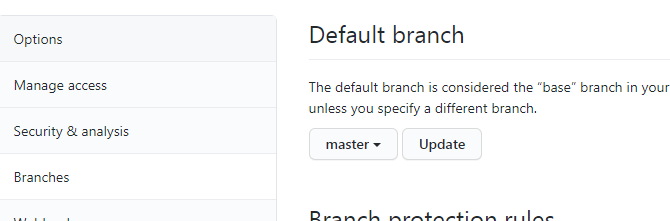 Options
Manage access
Security & analysis
Branches
Default branch
The default branch is considered the “base” branch in your
unless you specify a different branch.
master
Update
Branch protection rules